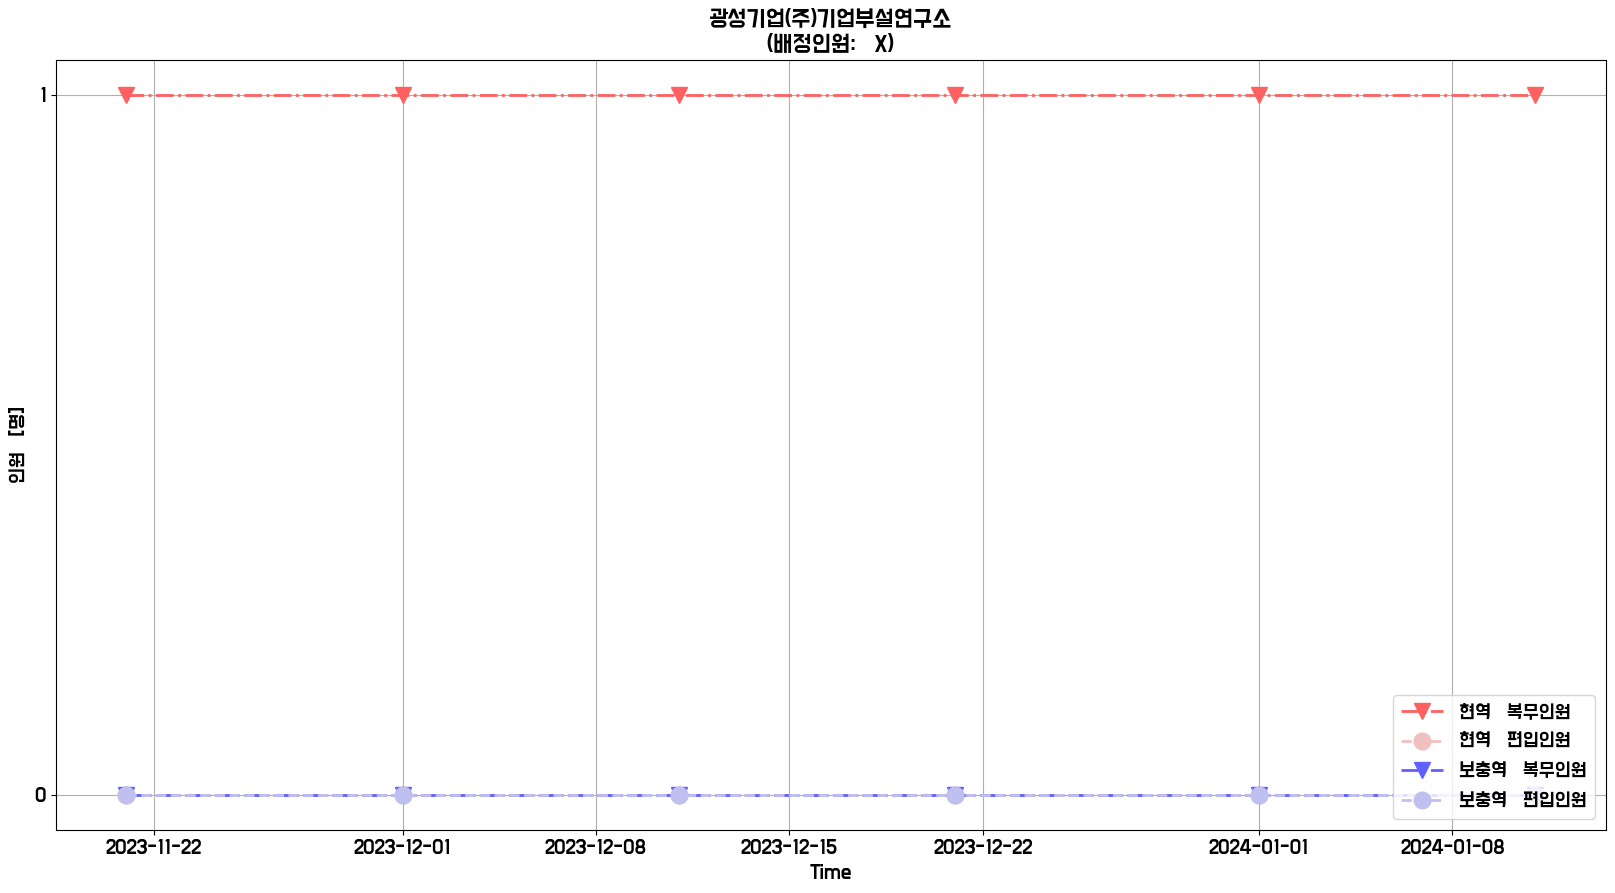 광성기업(주)기업부설연구소
(배정인원: X)
인원 [명]
1
0
2023-11-22
2023-12-01
2023-12-08
2023-12-15
2023-12-22
2024-01-01
2024-01-08
Time
현역 복무인원
현역 편입인원
보충역 복무인원
보충역 편입인원